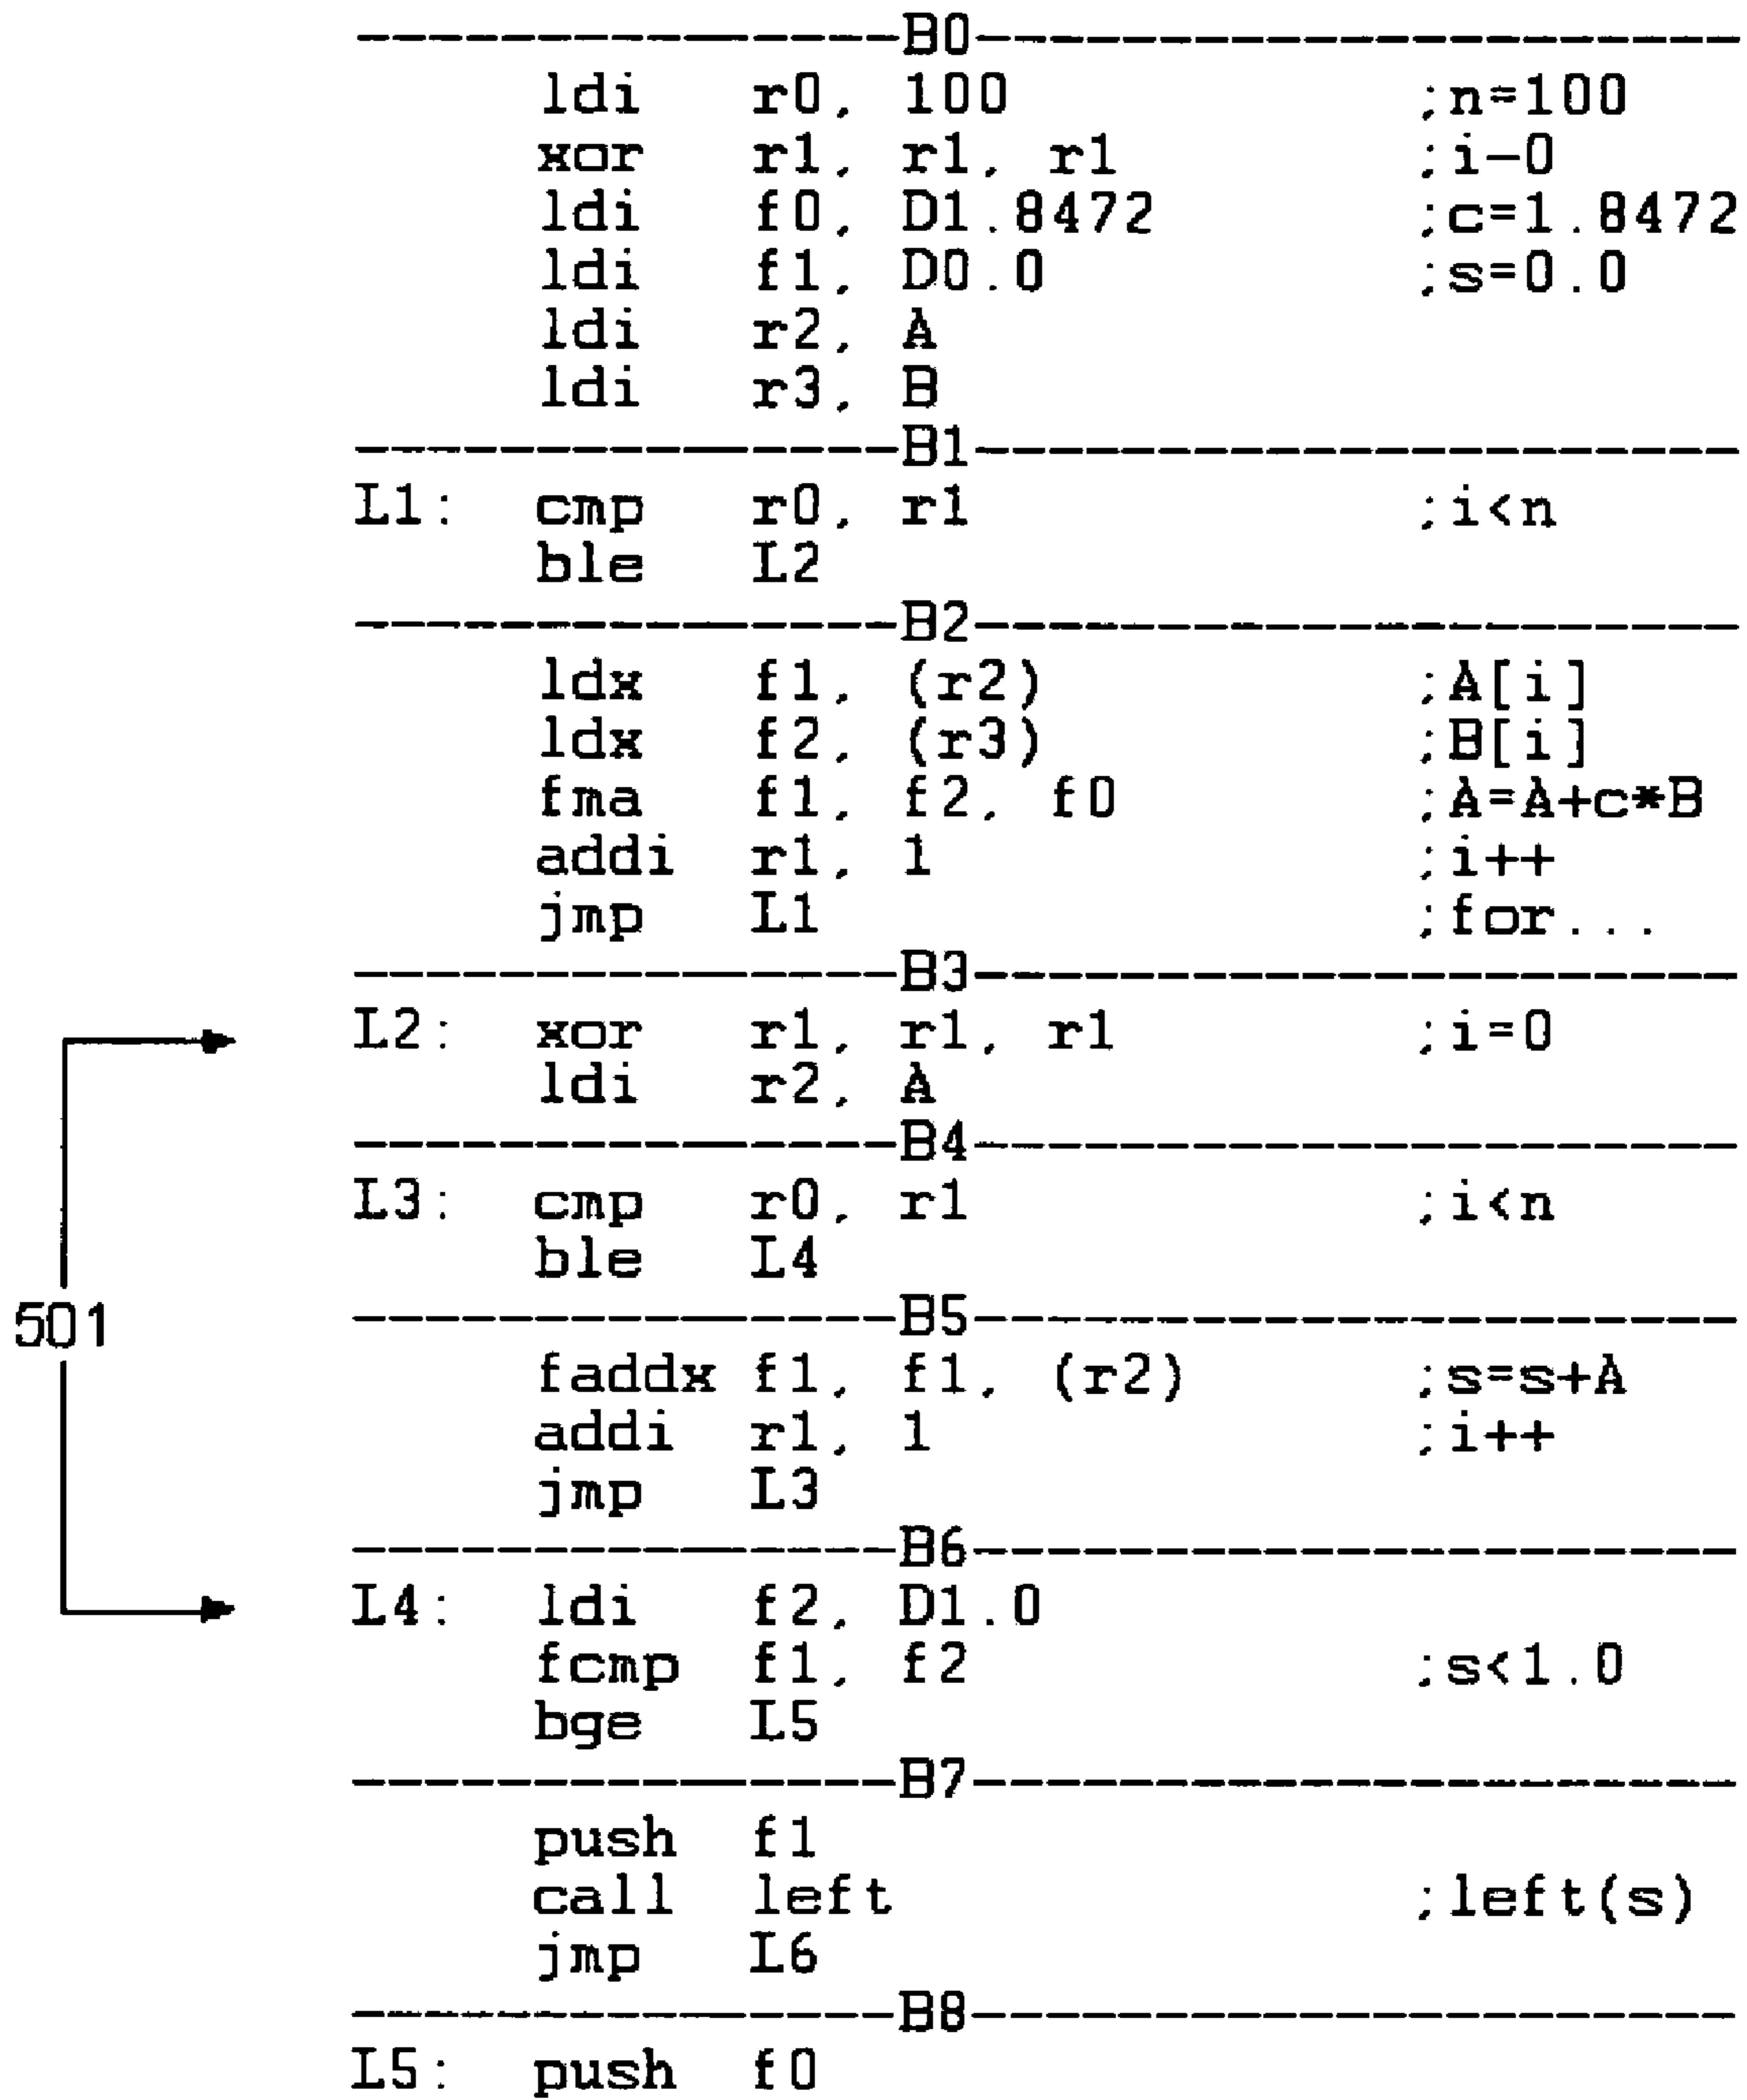 B0
ldi r0, 100 ;n=100
xor r1, r1, r1 ;i-0
ldi f0, D1.8472 ;c=1.8472
ldi f1, D0.0 ;s=0.0
ldi r2, A
ldi r3, B
B1
L1: cmp r0, r1 ;i<n
ble L2
B2
ldx f1, (r2) ;A[i]
ldx f2, (r3) ;B[i]
fma f1, f2, f0 ;A=A+c*B
addi r1, 1 ;i++
jmp L1 ;for...
B3
L2: xor r1, r1, r1 ;i=0
ldi r2, A
B4
L3: cmp r0, r1 ;i<n
ble L4
501
B5
faddx f1, f1, (r2) ;s=s+A
addi r1, 1 ;i++
jmp L3
B6
L4: ldi f2, D1.0
fcmp f1, f2 ;s<1.0
bge L5
B7
push f1
call left ;left(s)
jmp L6
B8
L5: push f0